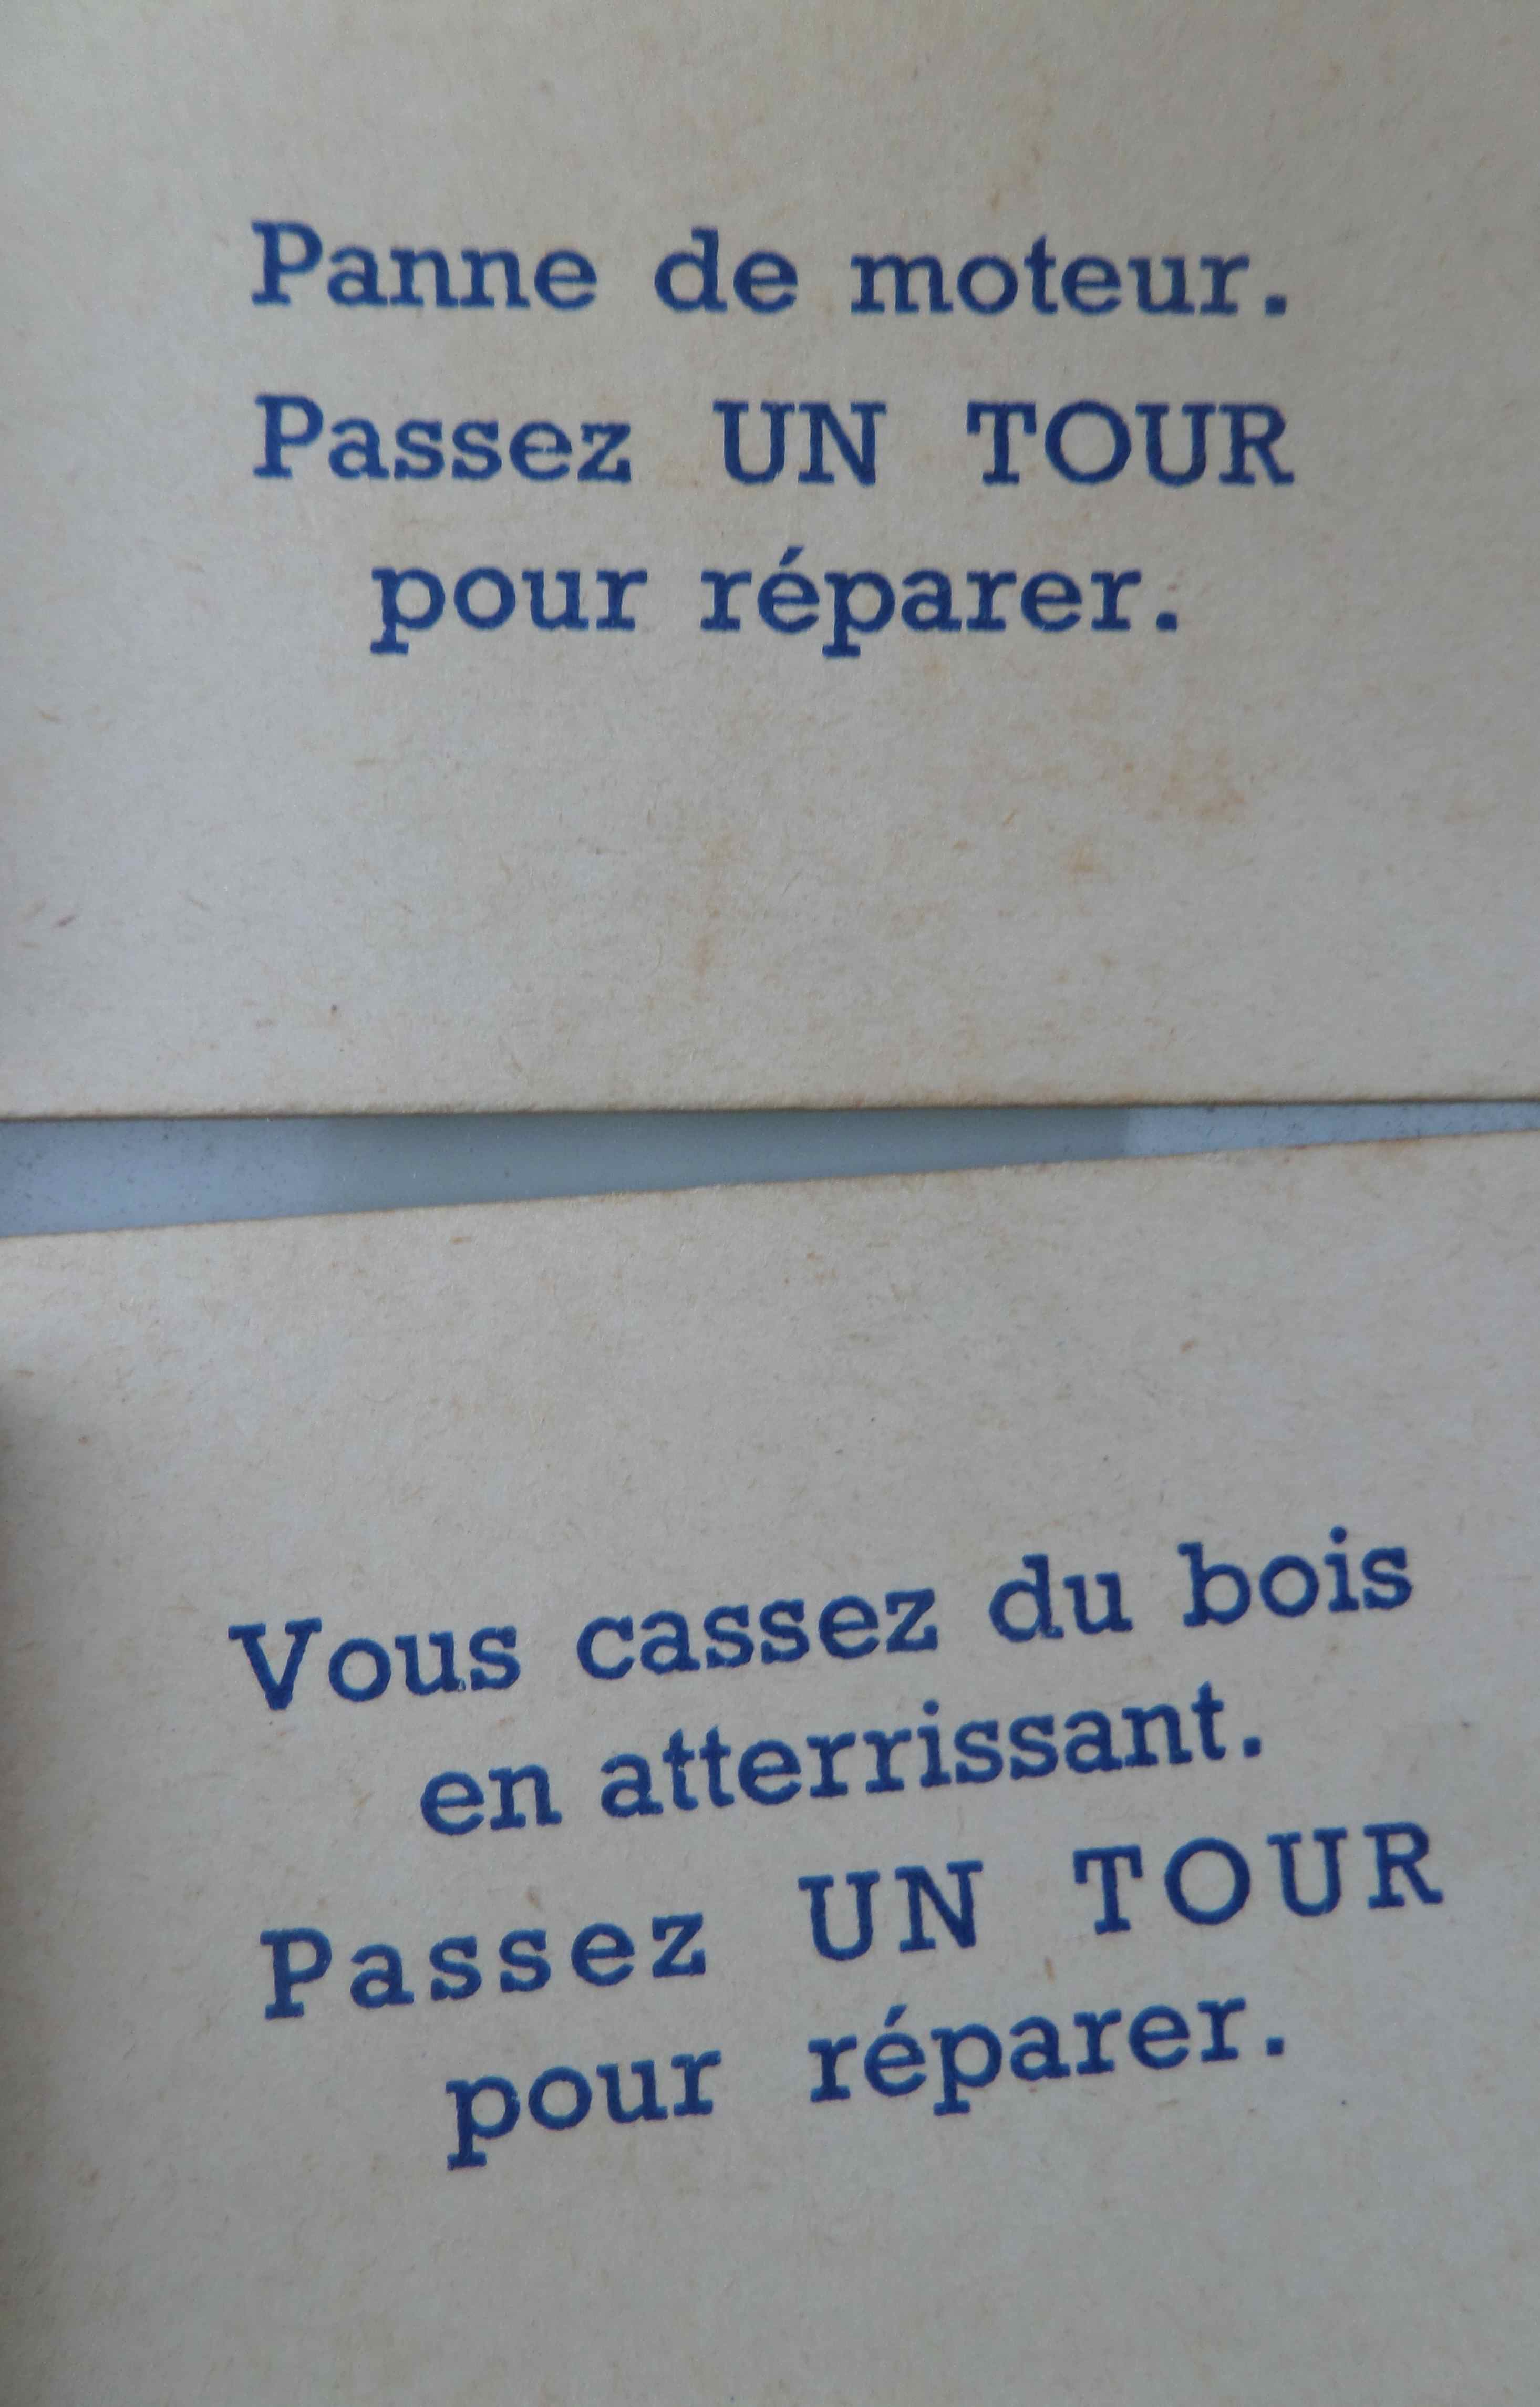 Panne de moteur.
Passez UN TOUR
pour réparer.
Vous cassez du bois
en atterrissant.
Passez UN TOUR
pour réparer.